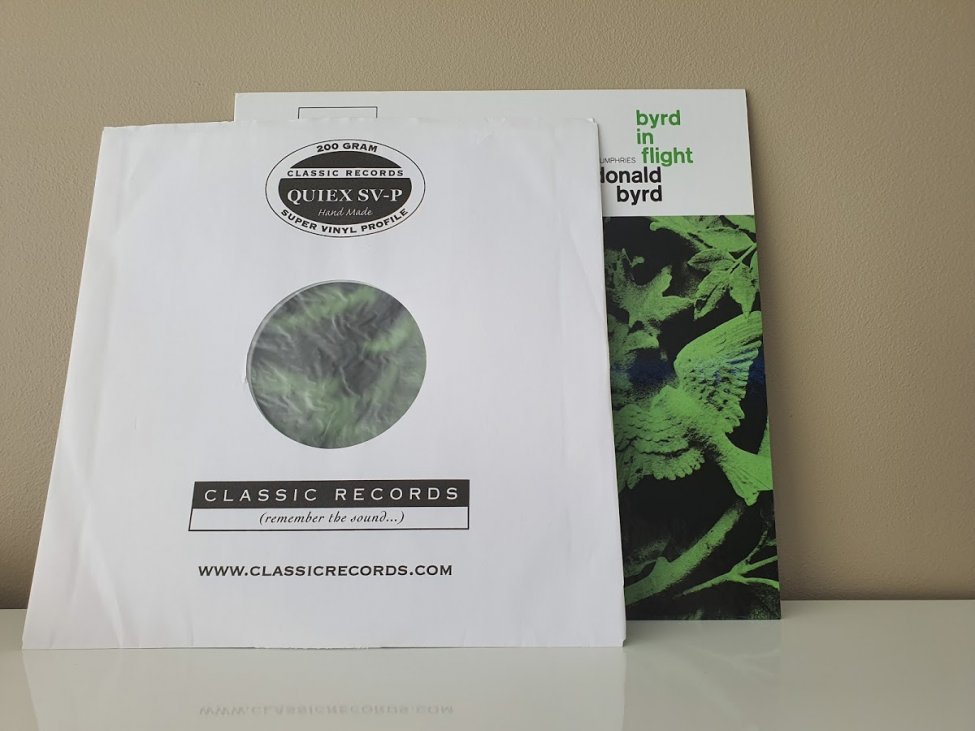 200 GRAM
CLASSIC RECORDS
QUIEX SV-P
Hand Made
SUPER VINYL PROFILE
CLASSIC RECORDS
(remember the sound...)
WWW.CLASSICRECORDS.COM
byrd
in
flight
donald
byrd